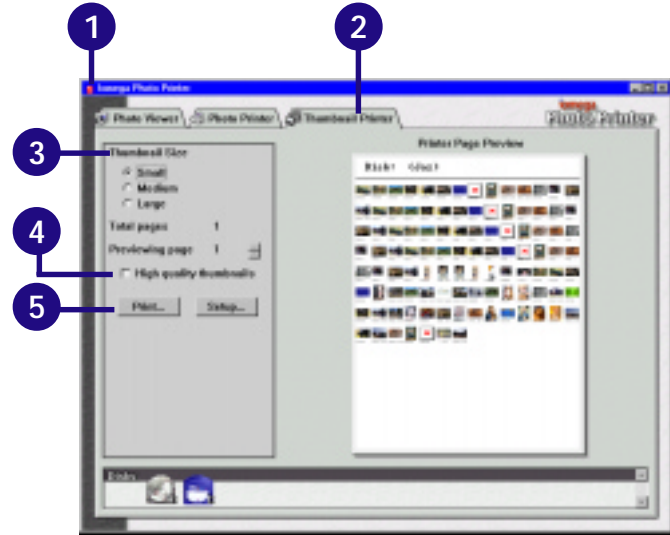 1
2
Iomega Photo Printer
Photo Viewer
Photo Printer
Thumbnail Printer
Iomega
Photo Printer
3
Thumbnail Size
Printer Page Preview
Small
Medium
Large
Total pages 1
4
Previewing page 1
High quality thumbnails
5
Print...
Setup...
Disks